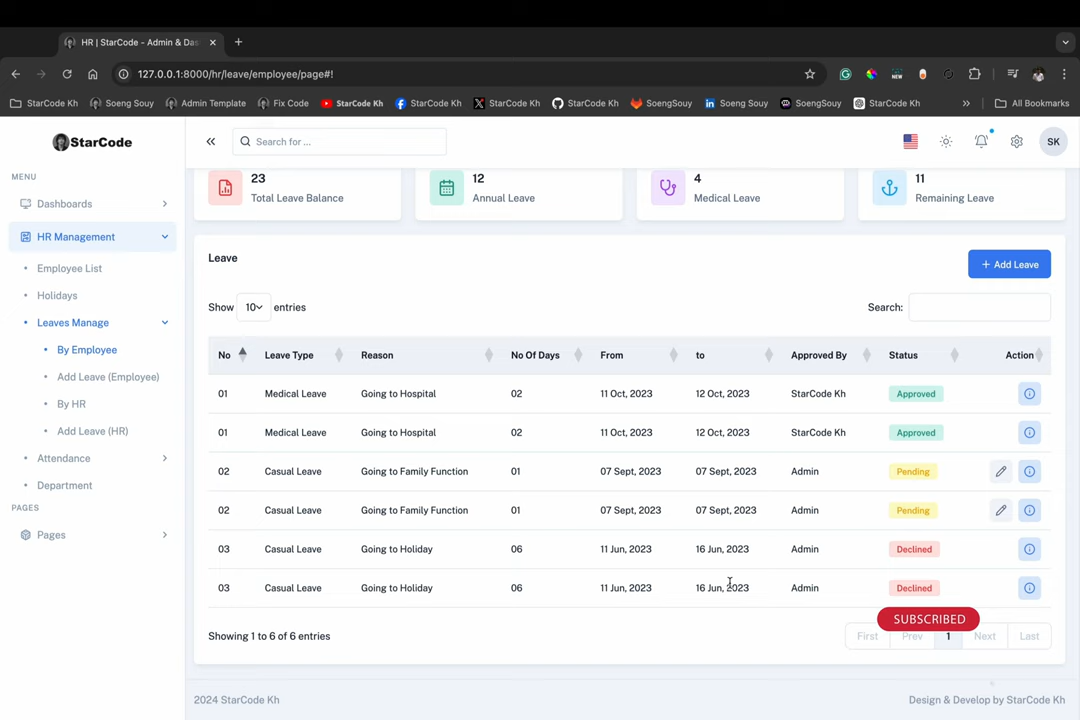 HR | StarCode - Admin & Das
127.0.0.1:8000/hr/leave/employee/page#!
StarCode Kh Soeng Souy Admin Template Fix Code StarCode Kh StarCode Kh StarCode Kh StarCode Kh SoengSouy Soeng Souy SoengSouy StarCode Kh » All Bookmarks
StarCode
Search for ...
SK
MENU
Dashboards
HR Management
Employee List
Holidays
Leaves Manage
By Employee
Add Leave (Employee)
By HR
Add Leave (HR)
Attendance
Department
PAGES
Pages
23
Total Leave Balance
12
Annual Leave
4
Medical Leave
11
Remaining Leave
Leave
+ Add Leave
Show 10 entries
Search:
No Leave Type Reason No Of Days From to Approved By Status Action
01 Medical Leave Going to Hospital 02 11 Oct, 2023 12 Oct, 2023 StarCode Kh Approved
01 Medical Leave Going to Hospital 02 11 Oct, 2023 12 Oct, 2023 StarCode Kh Approved
02 Casual Leave Going to Family Function 01 07 Sept, 2023 07 Sept, 2023 Admin Pending
02 Casual Leave Going to Family Function 01 07 Sept, 2023 07 Sept, 2023 Admin Pending
03 Casual Leave Going to Holiday 06 11 Jun, 2023 16 Jun, 2023 Admin Declined
03 Casual Leave Going to Holiday 06 11 Jun, 2023 16 Jun, 2023 Admin Declined
SUBSCRIBED
Showing 1 to 6 of 6 entries
First Prev 1 Next Last
2024 StarCode Kh
Design & Develop by StarCode Kh